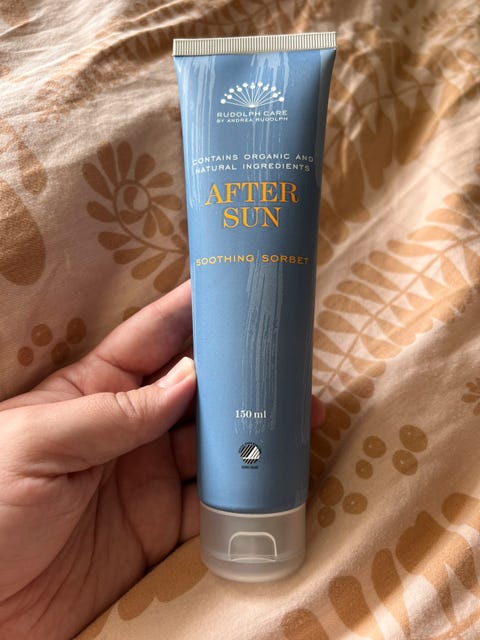 RUDOLPH CARE
BY ANDREA RUDOLPH
CONTAINS ORGANIC AND
NATURAL INGREDIENTS
AFTER
SUN
SOOTHING SORBET
150 ml